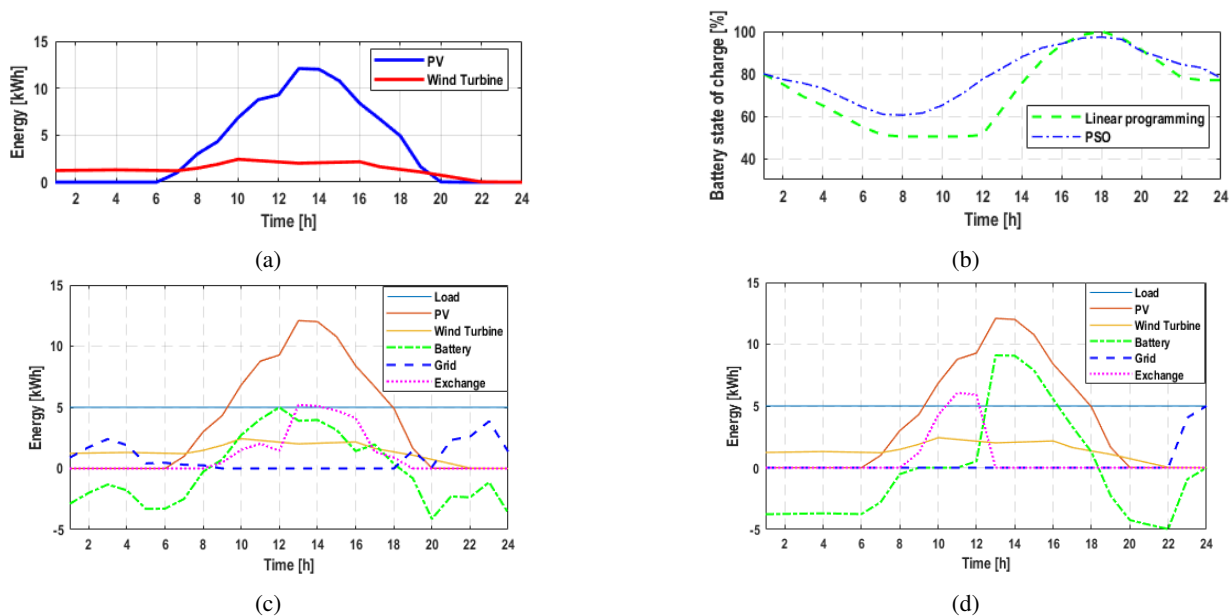 15
10
5
0
Energy [kWh]
PV
Wind Turbine
2 4 6 8 10 12 14 16 18 20 22 24
Time [h]
(a)
100
80
60
40
Battery state of charge [%]
Linear programming
PSO
2 4 6 8 10 12 14 16 18 20 22 24
Time [h]
(b)
15
10
5
0
-5
Energy [kWh]
Load
PV
Wind Turbine
Battery
Grid
Exchange
2 4 6 8 10 12 14 16 18 20 22 24
Time [h]
(c)
15
10
5
0
-5
Energy [kWh]
Load
PV
Wind Turbine
Battery
Grid
Exchange
2 4 6 8 10 12 14 16 18 20 22 24
Time [h]
(d)